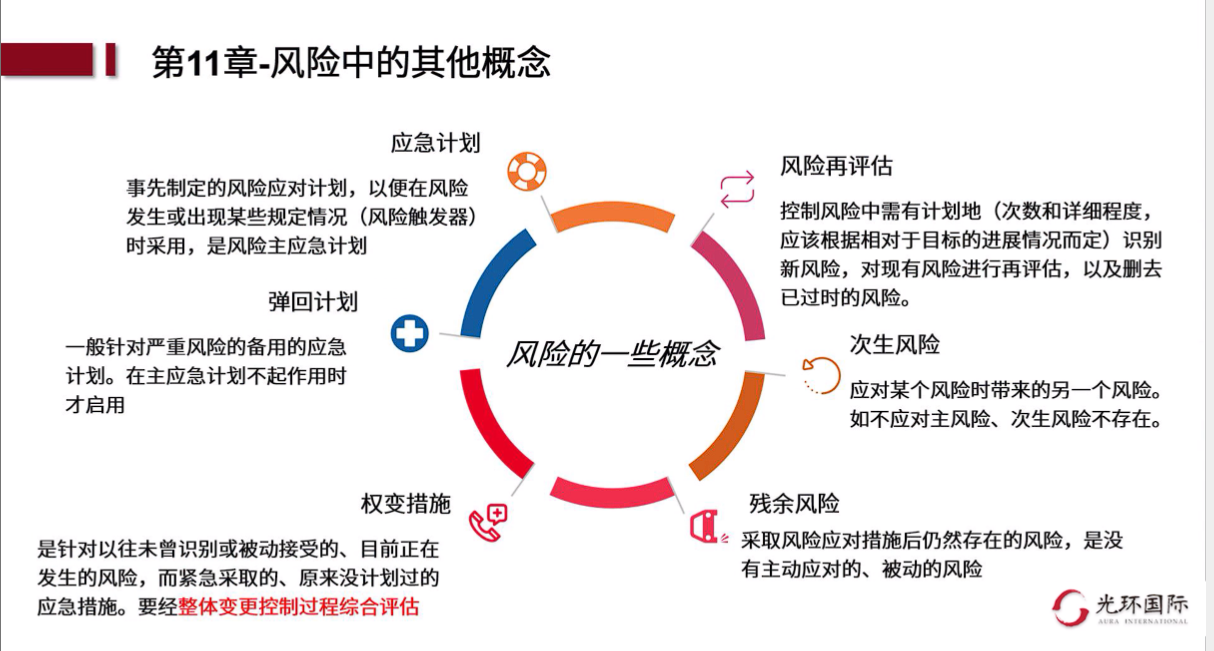 第11章-风险中的其他概念
应急计划
事先制定的风险应对计划，以便在风险
发生或出现某些规定情况（风险触发器）
时采用，是风险主应急计划
风险再评估
控制风险中需有计划地（次数和详细程度，
应该根据相对于目标的进展情况而定）识别
新风险，对现有风险进行再评估，以及删去
已过时的风险。
弹回计划
一般针对严重风险的备用的应急
计划。在主应急计划不起作用时
才启用
风险的一些概念
次生风险
应对某个风险时带来的另一个风险。
如不应对主风险、次生风险不存在。
权变措施
是针对以往未曾识别或被动接受的、目前正在
发生的风险，而紧急采取的、原来没计划过的
应急措施。要经整体变更控制过程综合评估
残余风险
采取风险应对措施后仍然存在的风险，是没
有主动应对的、被动的风险
光环国际
AURA INTERNATIONAL